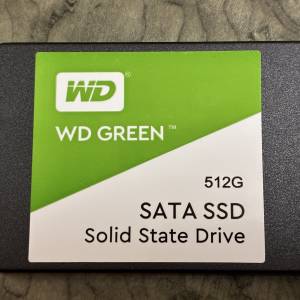 WD
WD GREEN™
512G
SATA SSD
Solid State Drive